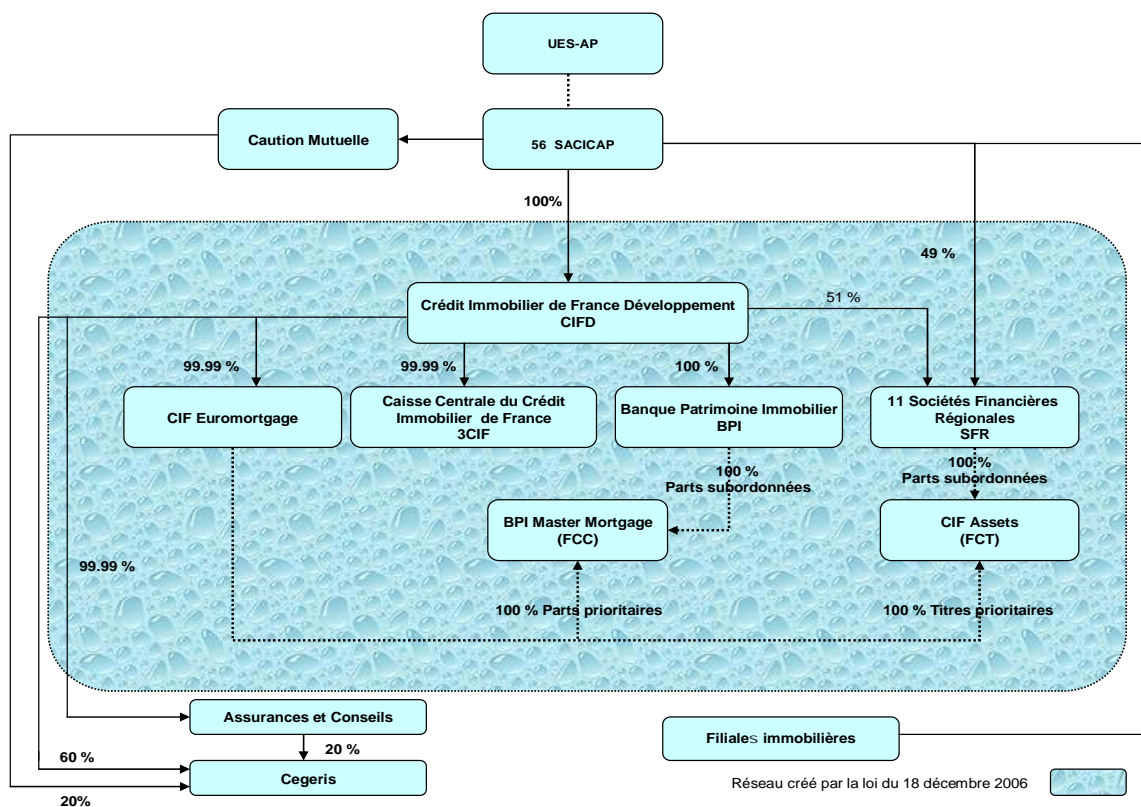 UES-AP
Caution Mutuelle
56 SACICAP
100%
49 %
Crédit Immobilier de France Développement
CIFD
51 %
99.99 %
99.99 %
100 %
CIF Euromortgage
Caisse Centrale du Crédit
Immobilier de France
3CIF
Banque Patrimoine Immobilier
BPI
11 Sociétés Financières
Régionales
SFR
100 %
Parts subordonnées
100 %
Parts subordonnées
BPI Master Mortgage
(FCC)
CIF Assets
(FCT)
99.99 %
100 % Parts prioritaires
100 % Titres prioritaires
Assurances et Conseils
20 %
Filiales immobilières
60 %
Cegeris
20%
Réseau créé par la loi du 18 décembre 2006